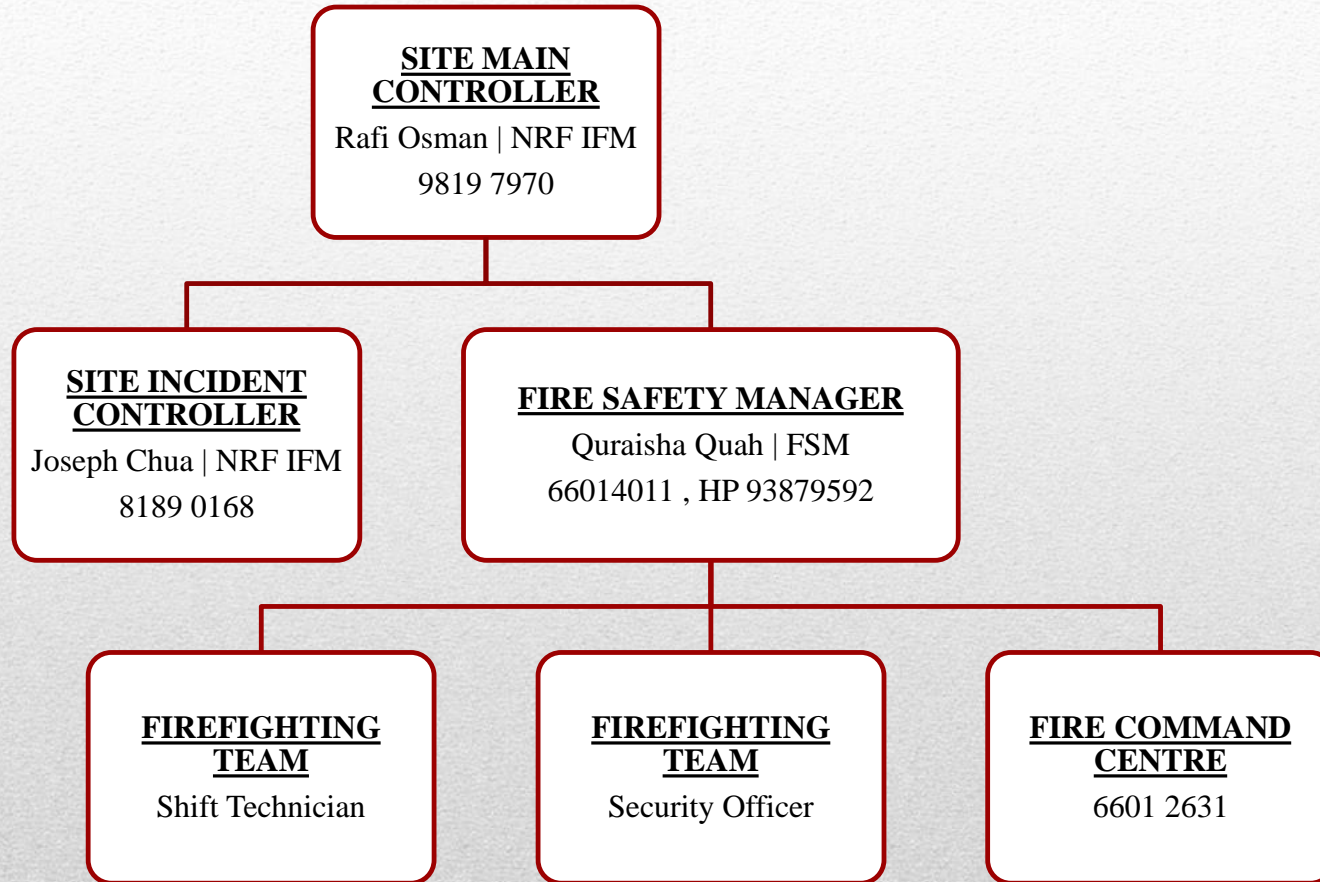 SITE MAIN
CONTROLLER
Rafi Osman | NRF IFM
9819 7970
SITE INCIDENT
CONTROLLER
Joseph Chua | NRF IFM
8189 0168
FIRE SAFETY MANAGER
Quraisha Quah | FSM
66014011 , HP 93879592
FIREFIGHTING
TEAM
Shift Technician
FIREFIGHTING
TEAM
Security Officer
FIRE COMMAND
CENTRE
6601 2631